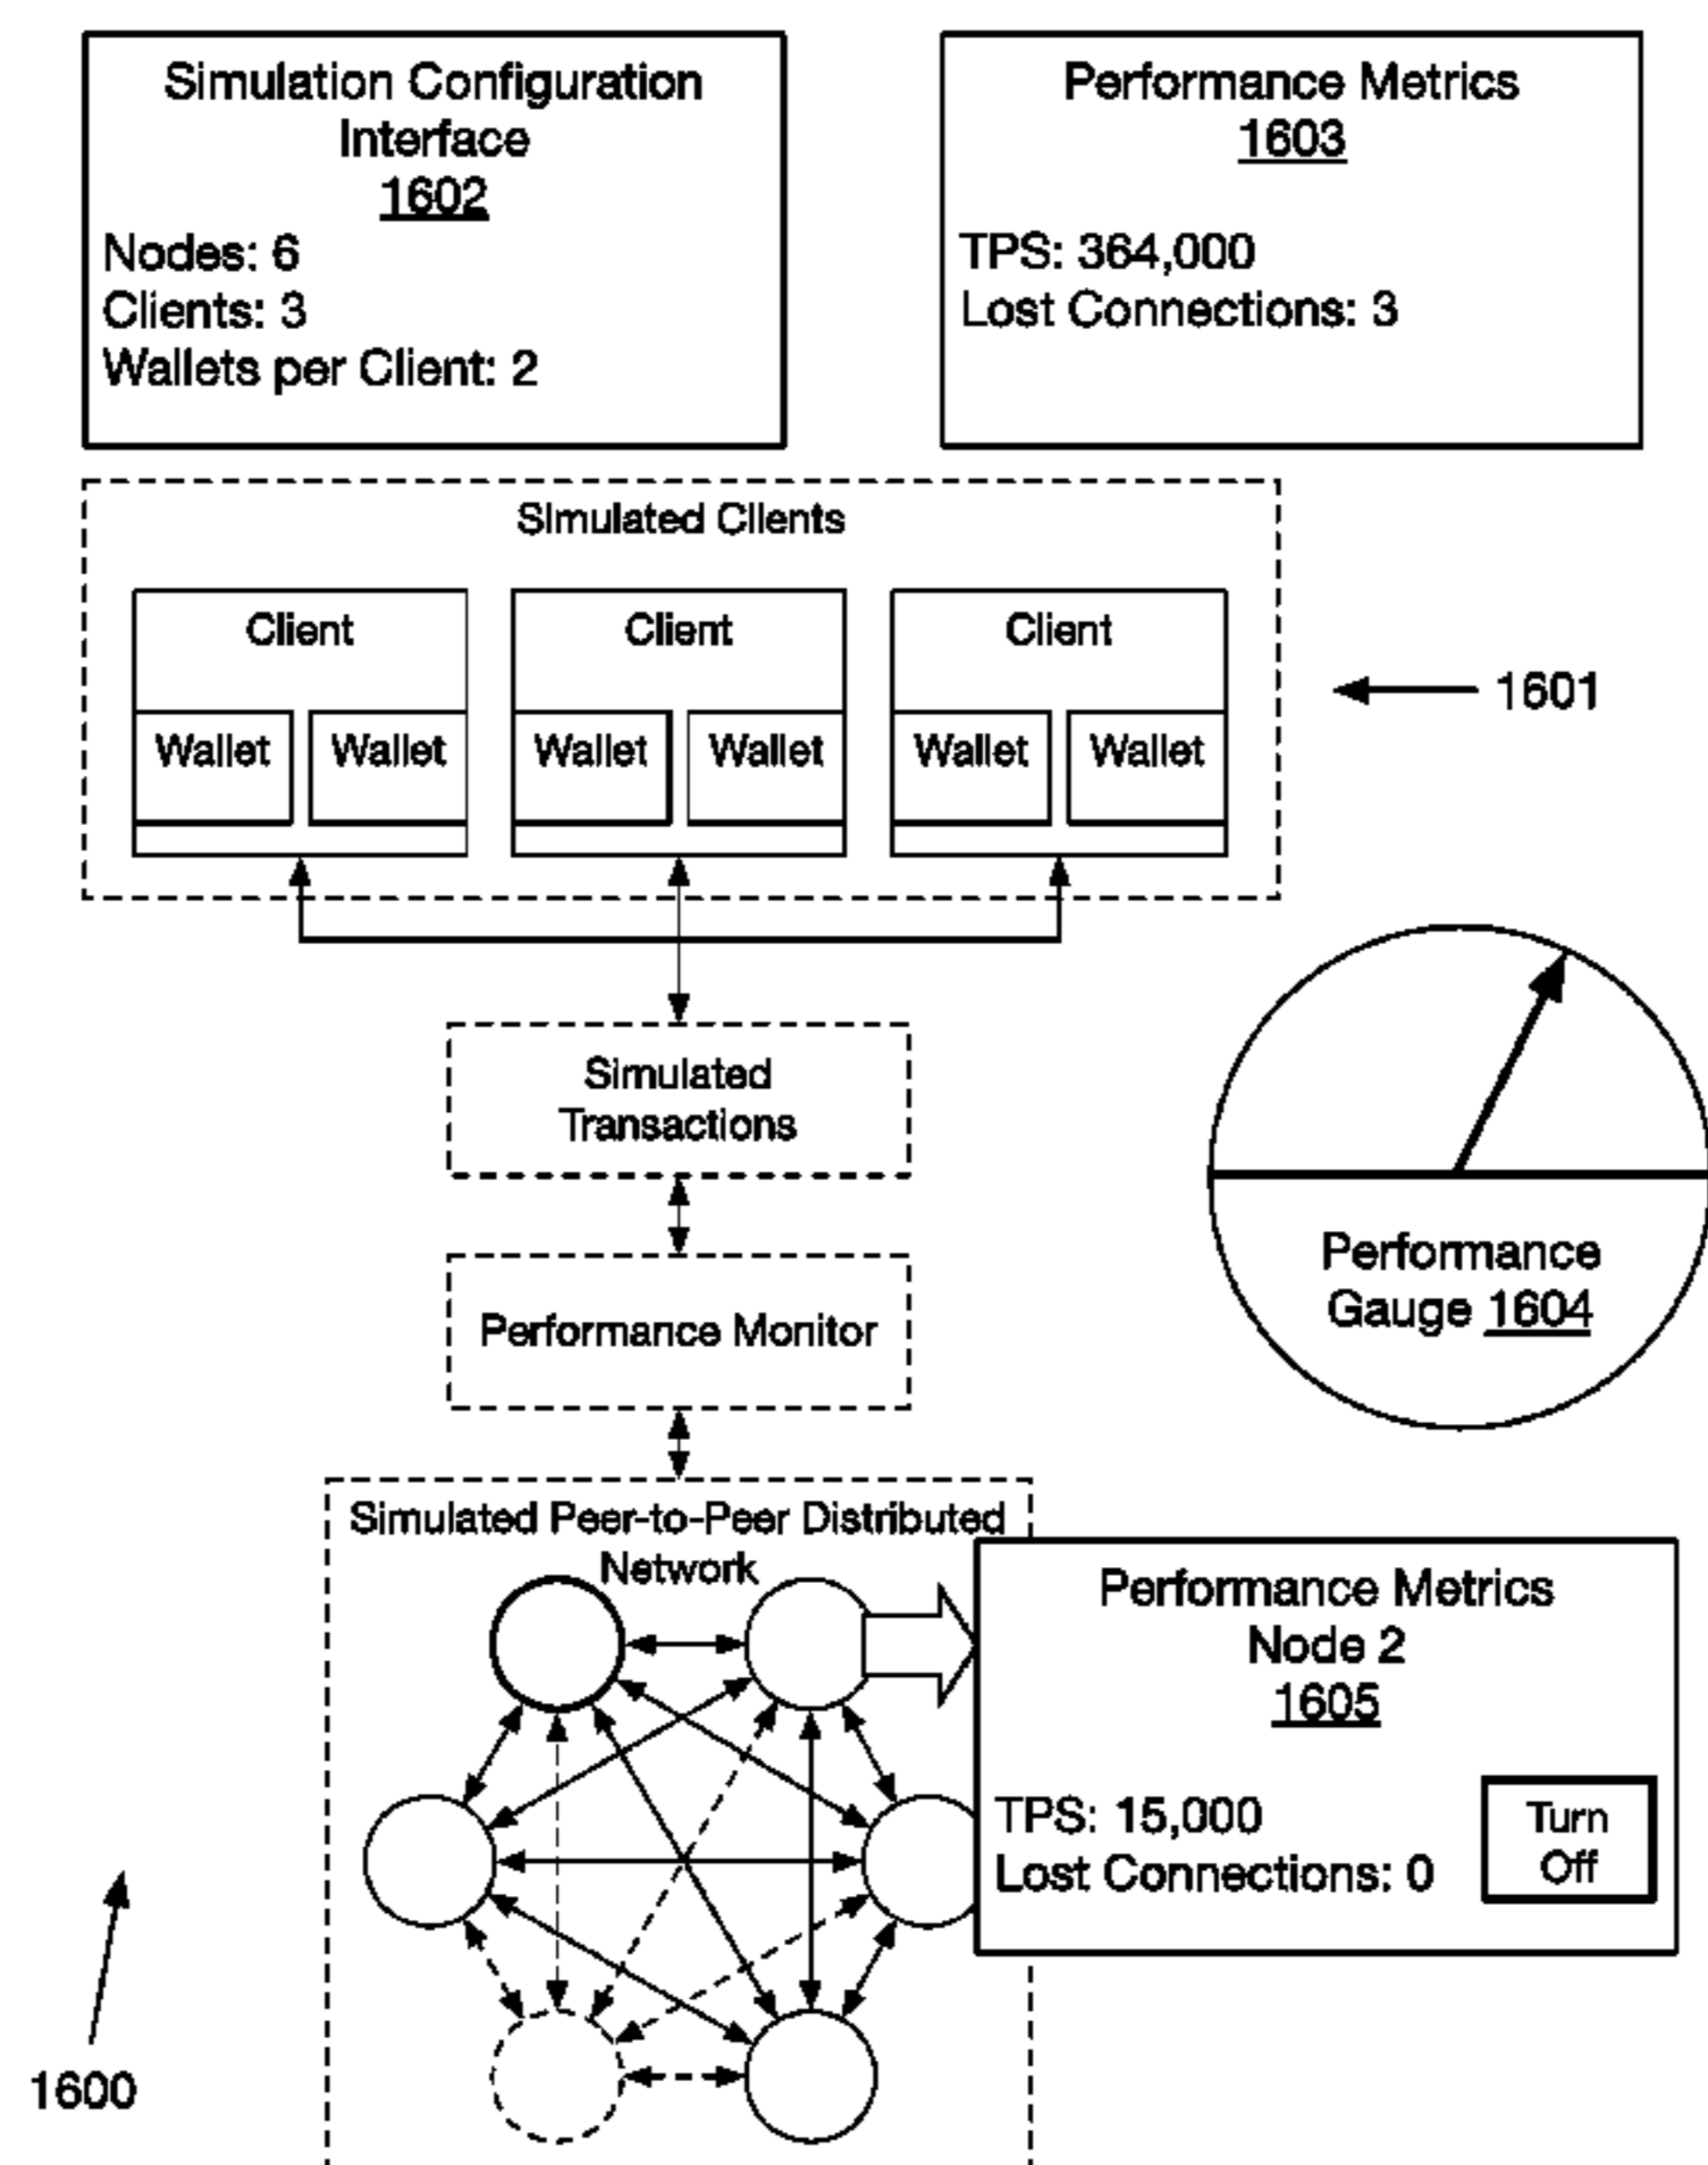 Simulation Configuration
Interface
1602
Nodes: 6
Clients: 3
Wallets per Client: 2
Performance Metrics
1603
TPS: 364,000
Lost Connections: 3
Simulated Clients
Client
Client
Client
Wallet
Wallet
Wallet
Wallet
Wallet
Wallet
1601
Simulated
Transactions
Performance
Gauge 1604
Performance Monitor
Simulated Peer-to-Peer Distributed
Network
Performance Metrics
Node 2
1605
TPS: 15,000
Lost Connections: 0
Turn
Off
1600